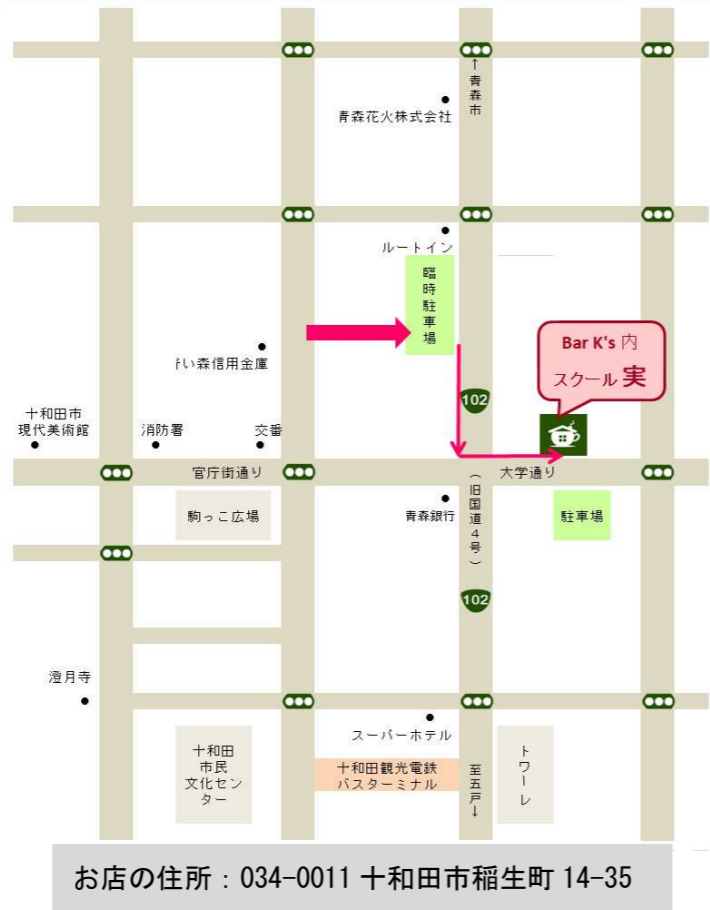 ↑青森市
青森花火株式会社
ルートイン
臨時駐車場
Bar K's 内
スクール 実
い森信用金庫
102
十和田市
現代美術館
消防署
交番
官庁街通り
大学通り
駒っこ広場
青森銀行
(旧国道4号)
駐車場
102
澄月寺
スーパーホテル
十和田
市民
文化セン
ター
十和田観光電鉄
バスターミナル
至五戸↓
トワーレ
お店の住所：034-0011 十和田市稲生町 14-35